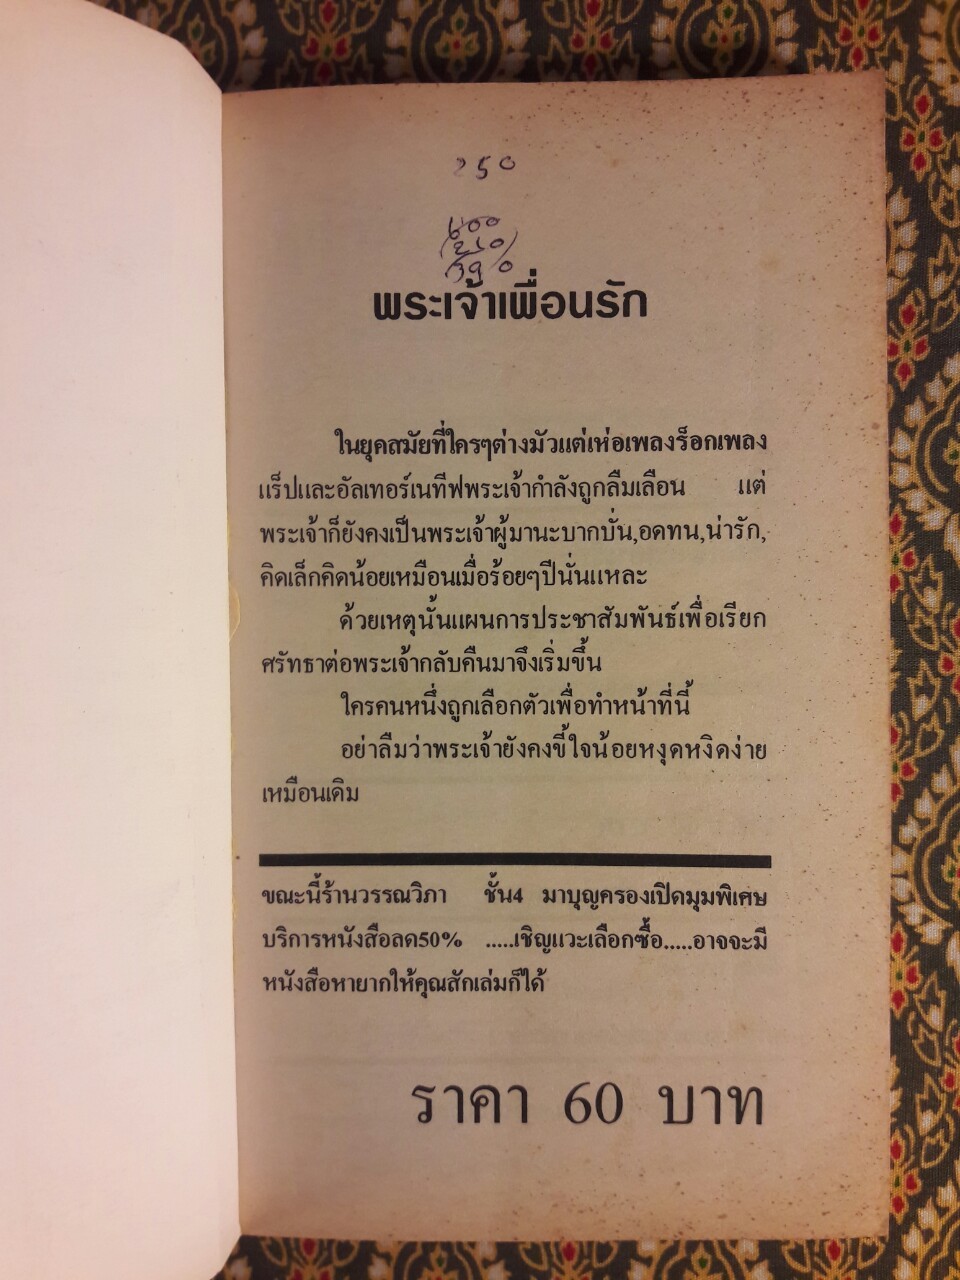 250
พระเจ้าเพื่อนรัก
ในยุคสมัยที่ใครๆต่างมัวแต่เห่อเพลงร็อกเพลง
แร็ปและอัลเทอร์เนทีฟพระเจ้ากำลังถูกลืมเลือน แต่
พระเจ้าก็ยังคงเป็นพระเจ้าผู้มานะบากบั่น,อดทน,น่ารัก,
คิดเล็กคิดน้อยเหมือนเมื่อร้อยๆปีนั่นแหละ
ด้วยเหตุนั้นแผนการประชาสัมพันธ์เพื่อเรียก
ศรัทธาต่อพระเจ้ากลับคืนมาจึงเริ่มขึ้น
ใครคนหนึ่งถูกเลือกตัวเพื่อทำหน้าที่นี้
อย่าลืมว่าพระเจ้ายังคงขี้ใจน้อยหงุดหงิดง่าย
เหมือนเดิม
ขณะนี้ร้านวรรณวิภา ชั้น4 มาบุญครองเปิดมุมพิเศษ
บริการหนังสือลด50% .....เชิญแวะเลือกซื้อ.....อาจจะมี
หนังสือหายากให้คุณสักเล่มก็ได้
ราคา 60 บาท